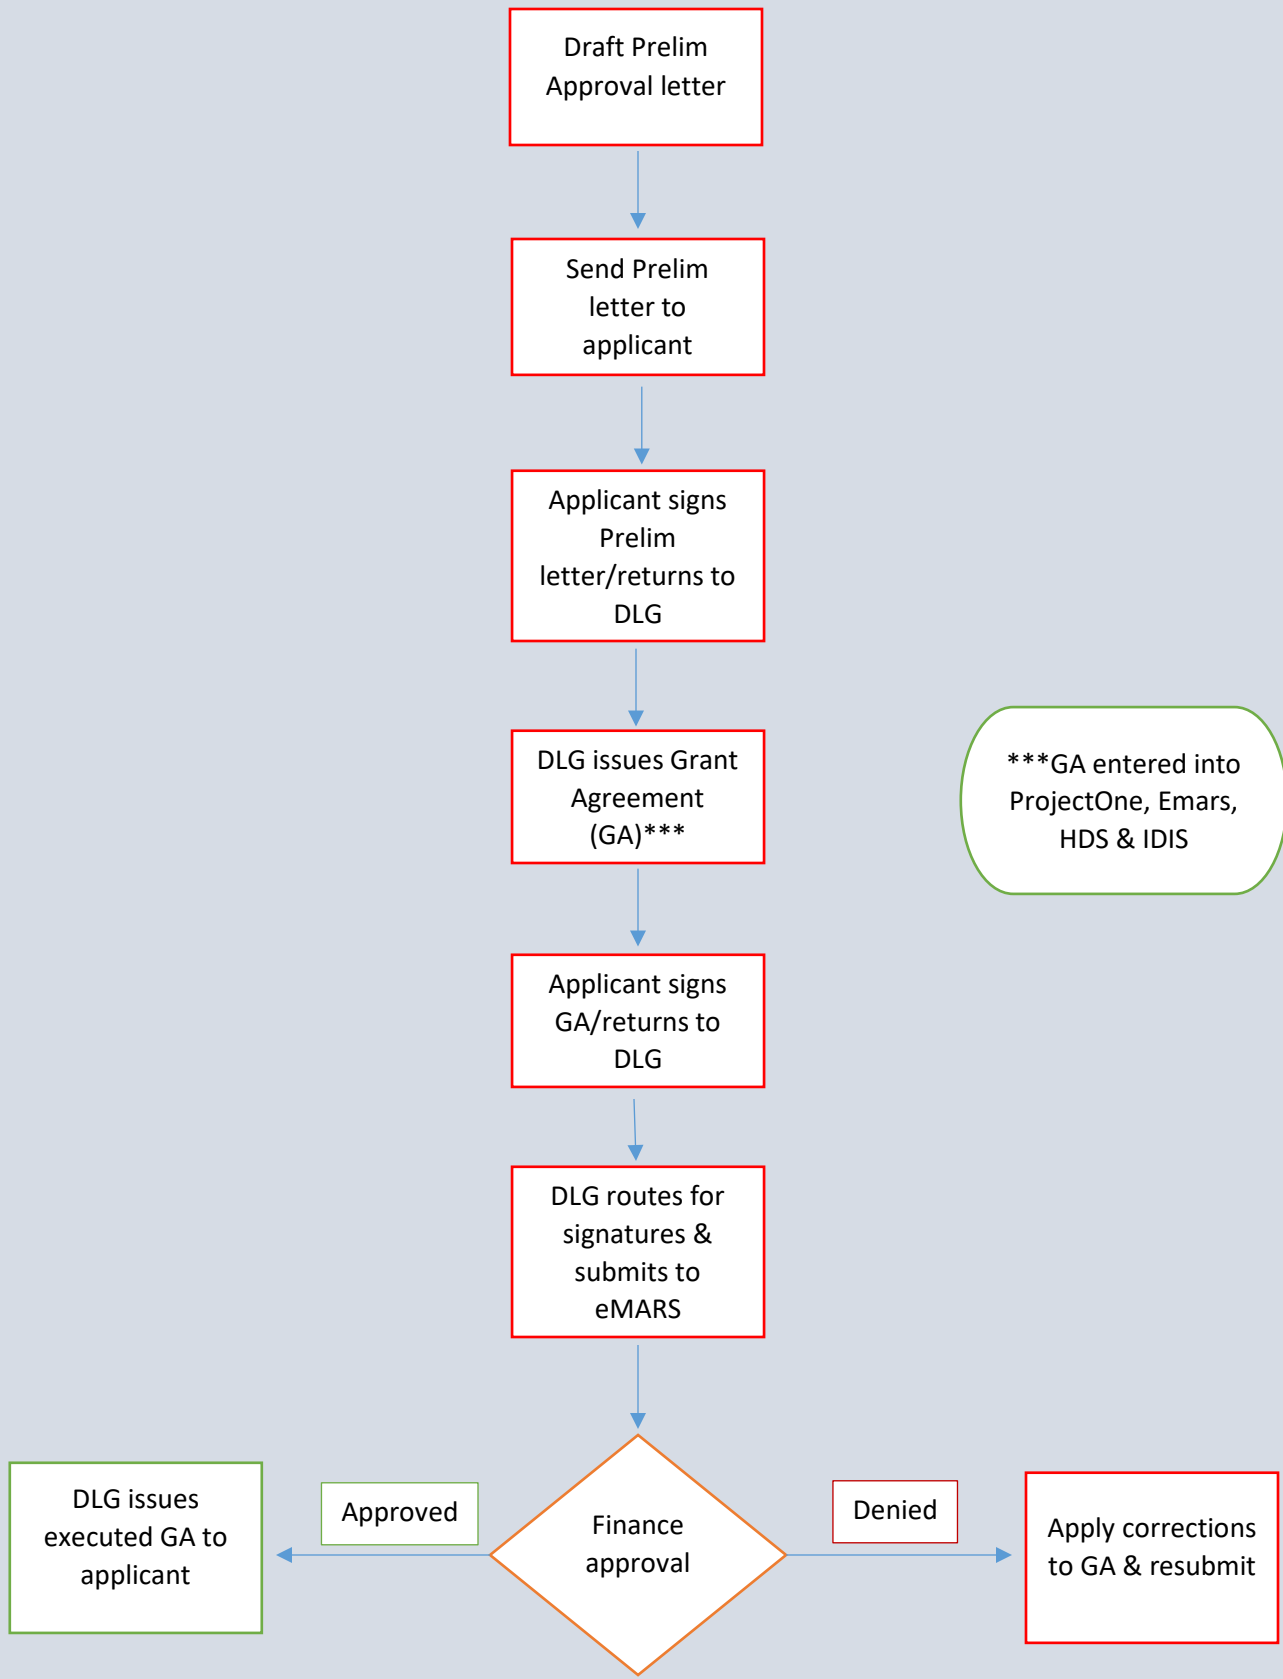 Draft Prelim
Approval letter
Send Prelim
letter to
applicant
Applicant signs
Prelim
letter/returns to
DLG
DLG issues Grant
Agreement
(GA)***
***GA entered into
ProjectOne, Emars,
HDS & IDIS
Applicant signs
GA/returns to
DLG
DLG routes for
signatures &
submits to
eMARS
Finance
approval
Approved
DLG issues
executed GA to
applicant
Denied
Apply corrections
to GA & resubmit